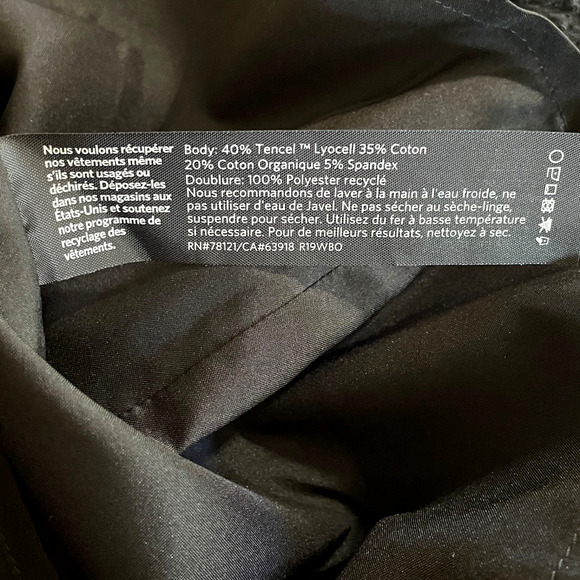 Nous voulons récupérer
nos vêtements même
s'ils sont usagés ou
déchirés. Déposez-les
dans nos magasins aux
États-Unis et soutenez
notre programme de
recyclage des
vêtements.
Body: 40% Tencel ™ Lyocell 35% Coton
20% Coton Organique 5% Spandex
Doublure: 100% Polyester recyclé
Nous recommandons de laver à la main à l'eau froide, ne
pas utiliser d'eau de Javel. Ne pas sécher au sèche-linge,
suspendre pour sécher. Utilisez du fer à basse température
si nécessaire. Pour de meilleurs résultats, nettoyez à sec.
RN#78121/CA#63918 R19WBO